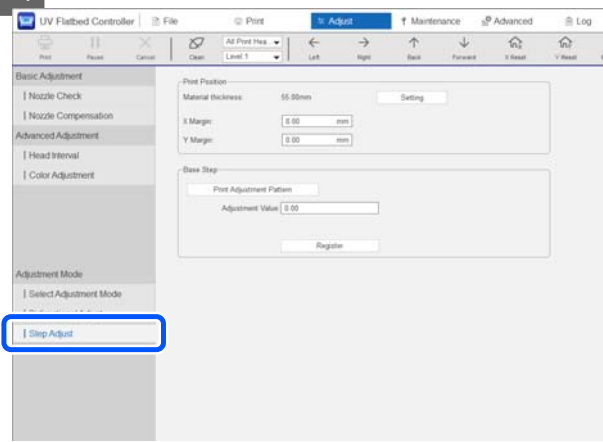 UV Flatbed Controller File Print Adjust Maintenance Advanced Log
Print Pause Cancel Clean All Print Hea Level 1 Left Right Back Forward X Reset Y Reset
Basic Adjustment
Nozzle Check
Nozzle Compensation
Advanced Adjustment
Head Interval
Color Adjustment
Print Position
Material thickness: 55.00mm Setting
X Margin: 0.00 mm
Y Margin: 0.00 mm
Base Step
Print Adjustment Pattern
Adjustment Value: 0.00
Register
Adjustment Mode
Select Adjustment Mode
Step Adjust